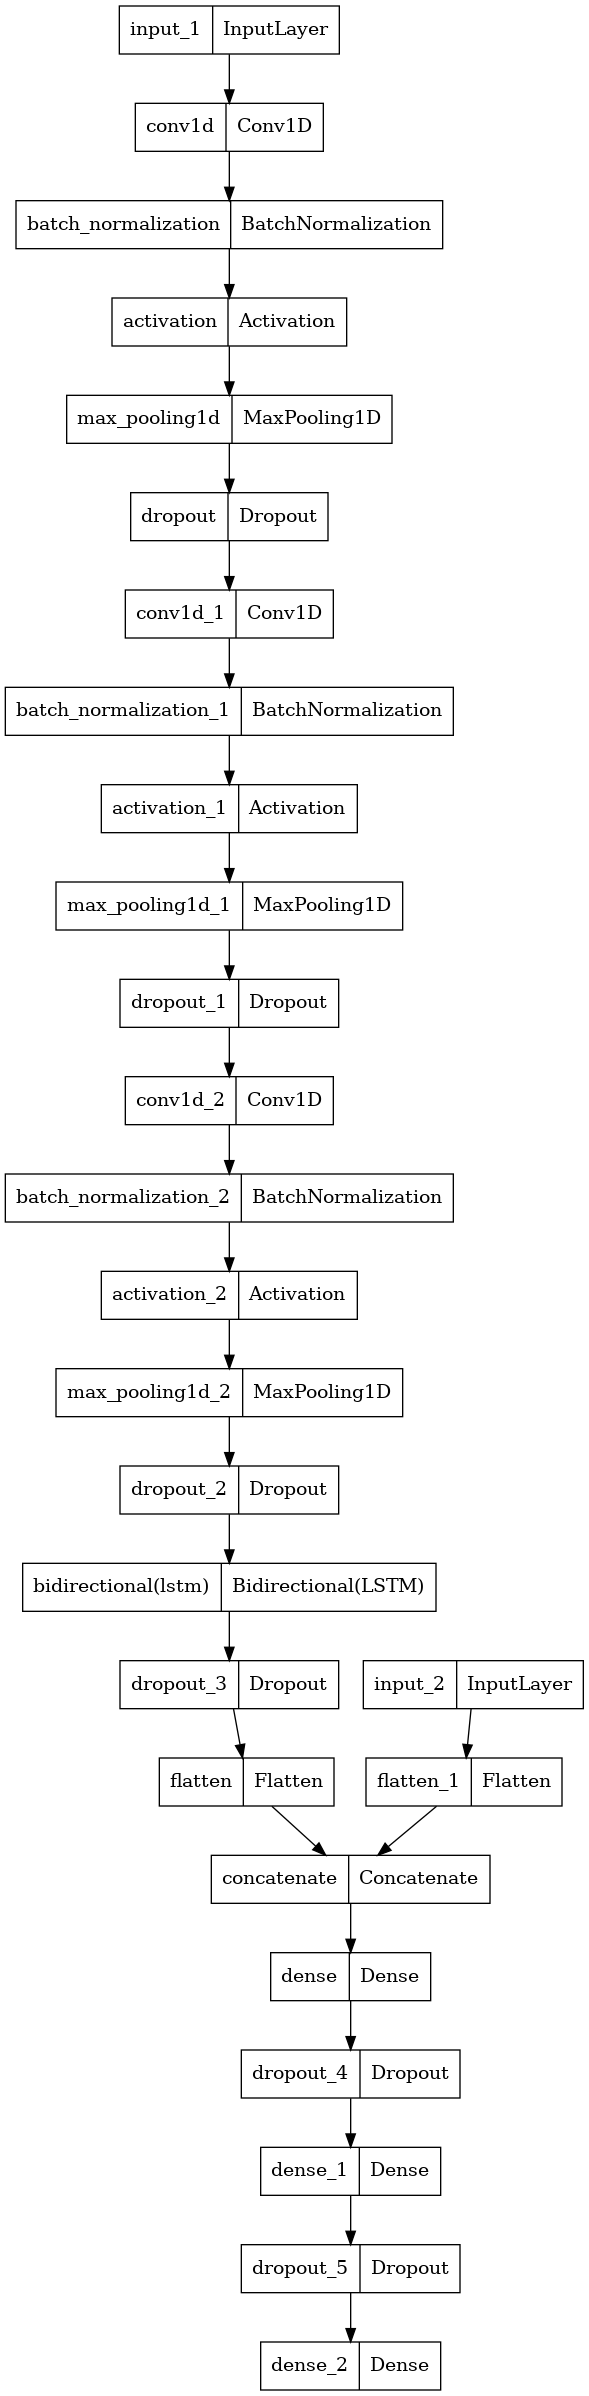 input_1 InputLayer
conv1d Conv1D
batch_normalization BatchNormalization
activation Activation
max_pooling1d MaxPooling1D
dropout Dropout
conv1d_1 Conv1D
batch_normalization_1 BatchNormalization
activation_1 Activation
max_pooling1d_1 MaxPooling1D
dropout_1 Dropout
conv1d_2 Conv1D
batch_normalization_2 BatchNormalization
activation_2 Activation
max_pooling1d_2 MaxPooling1D
dropout_2 Dropout
bidirectional(lstm) Bidirectional(LSTM)
dropout_3 Dropout
input_2 InputLayer
flatten Flatten
flatten_1 Flatten
concatenate Concatenate
dense Dense
dropout_4 Dropout
dense_1 Dense
dropout_5 Dropout
dense_2 Dense